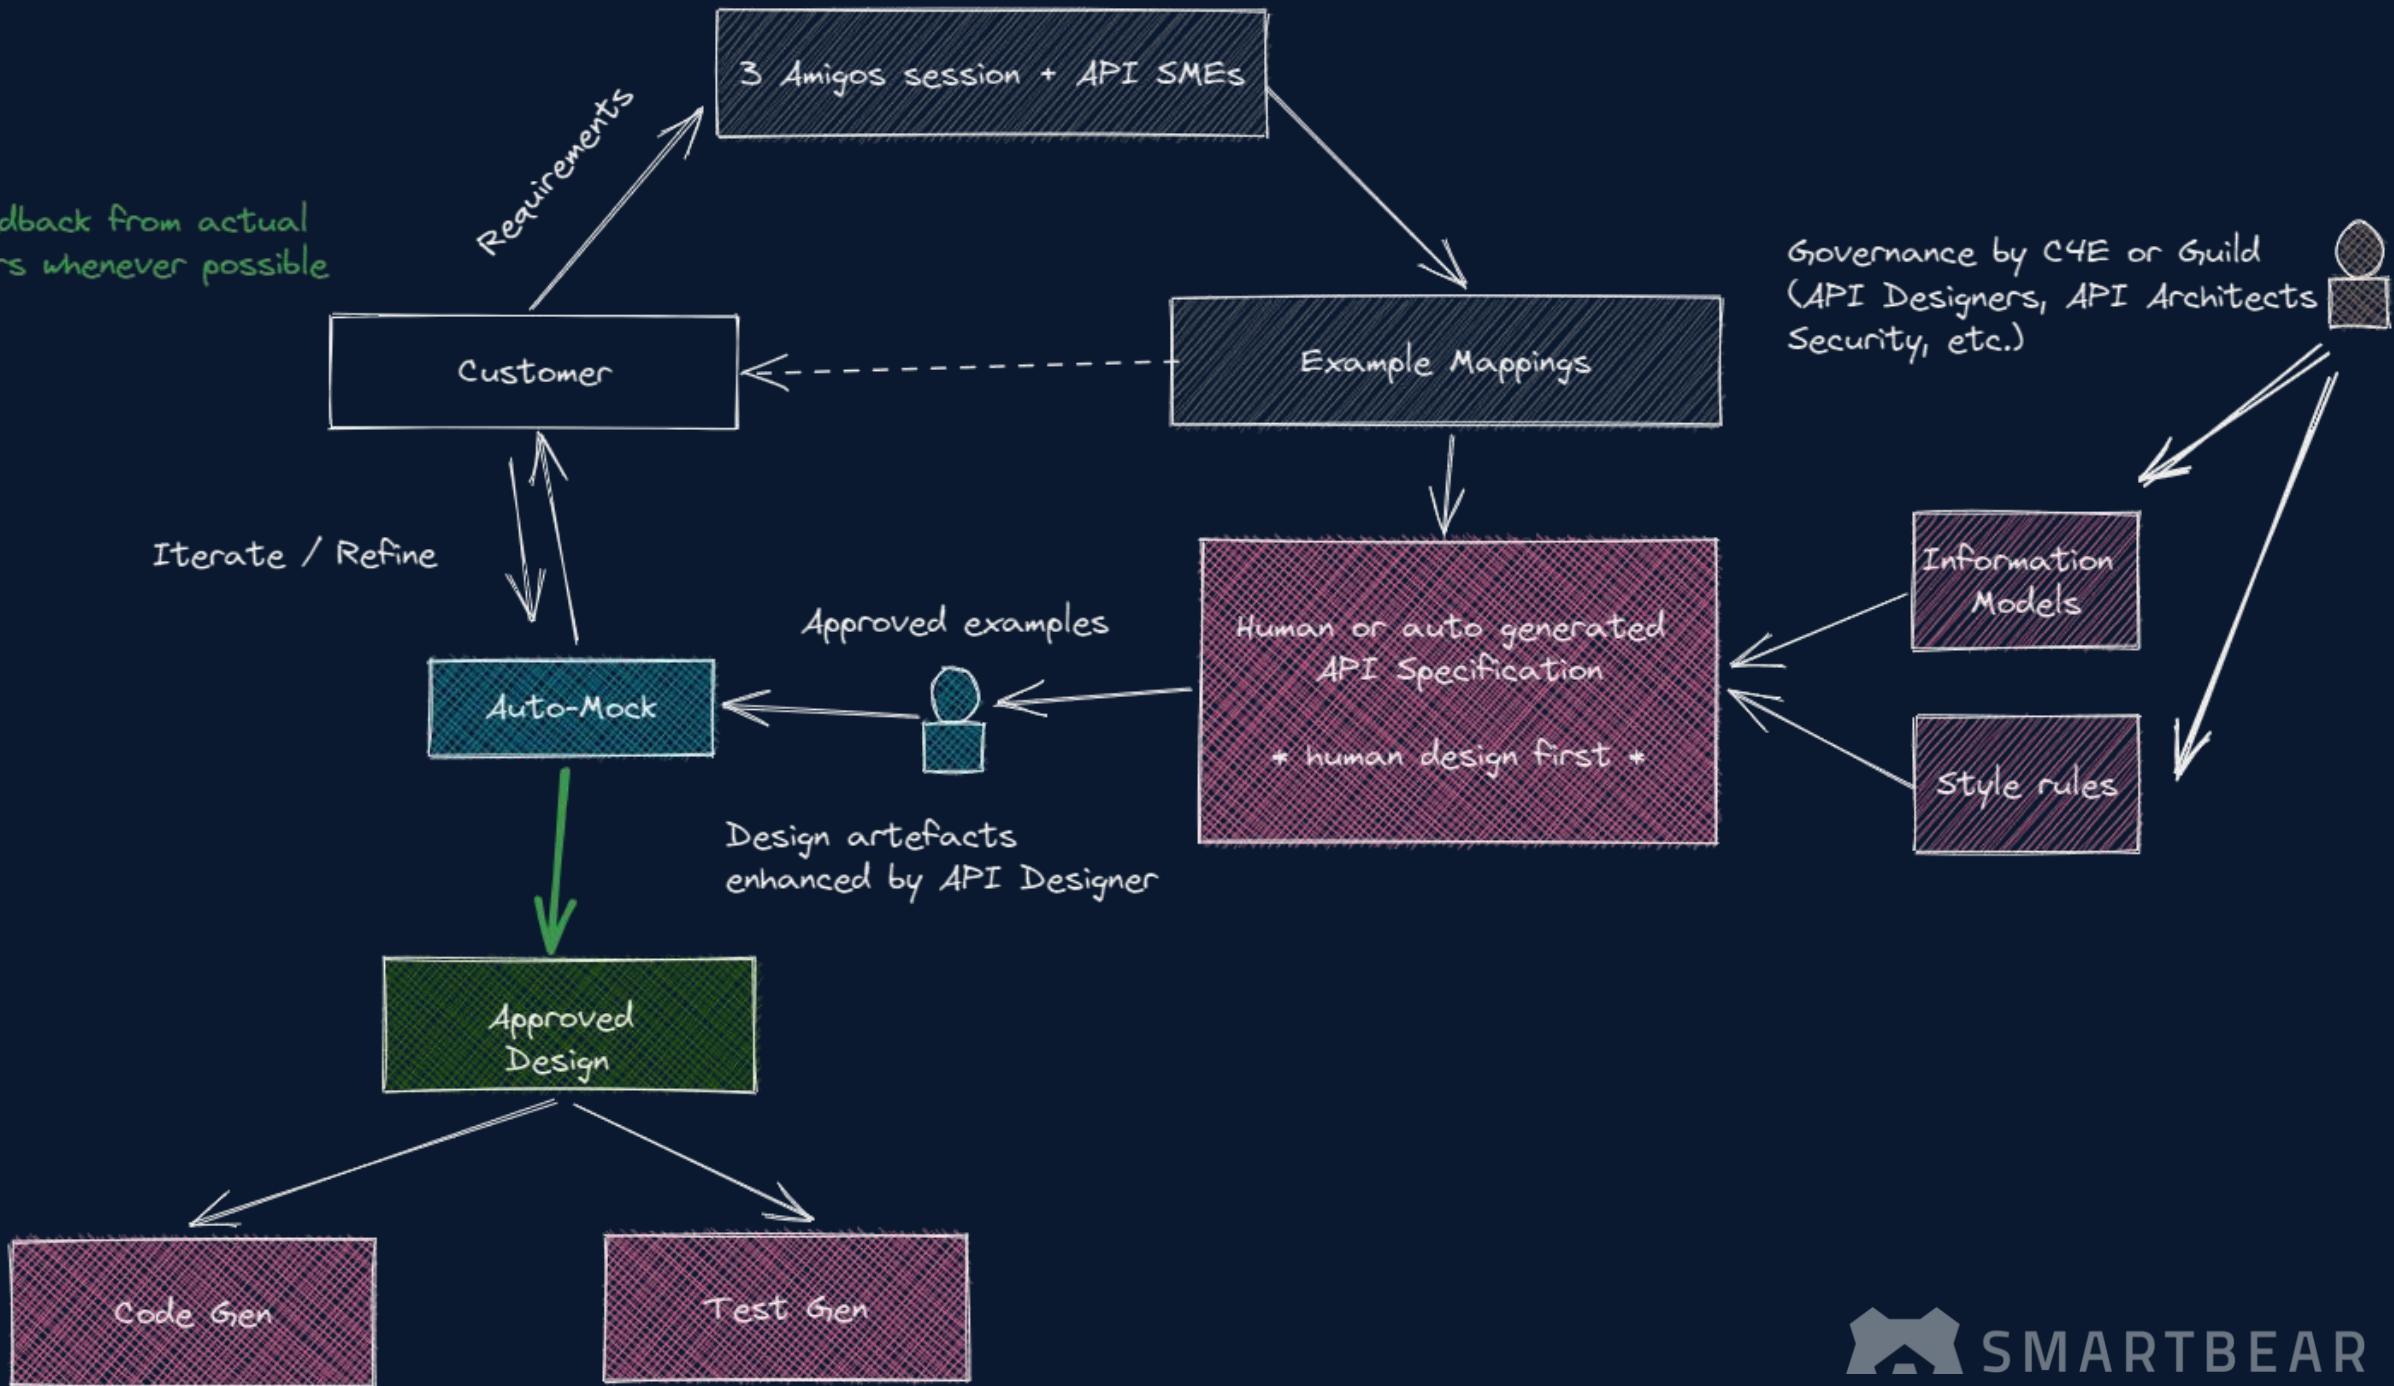 3 Amigos session + API SMEs
Requirements
from actual
whenever possible
Customer
Example Mappings
Governance by C4E or Guild
(API Designers, API Architects
Security, etc.)
Iterate / Refine
Information
Models
Approved examples
Human or auto generated
API Specification
* human design first *
Auto-Mock
Style rules
Design artefacts
enhanced by API Designer
Approved
Design
Code Gen
Test Gen
SMARTBEAR